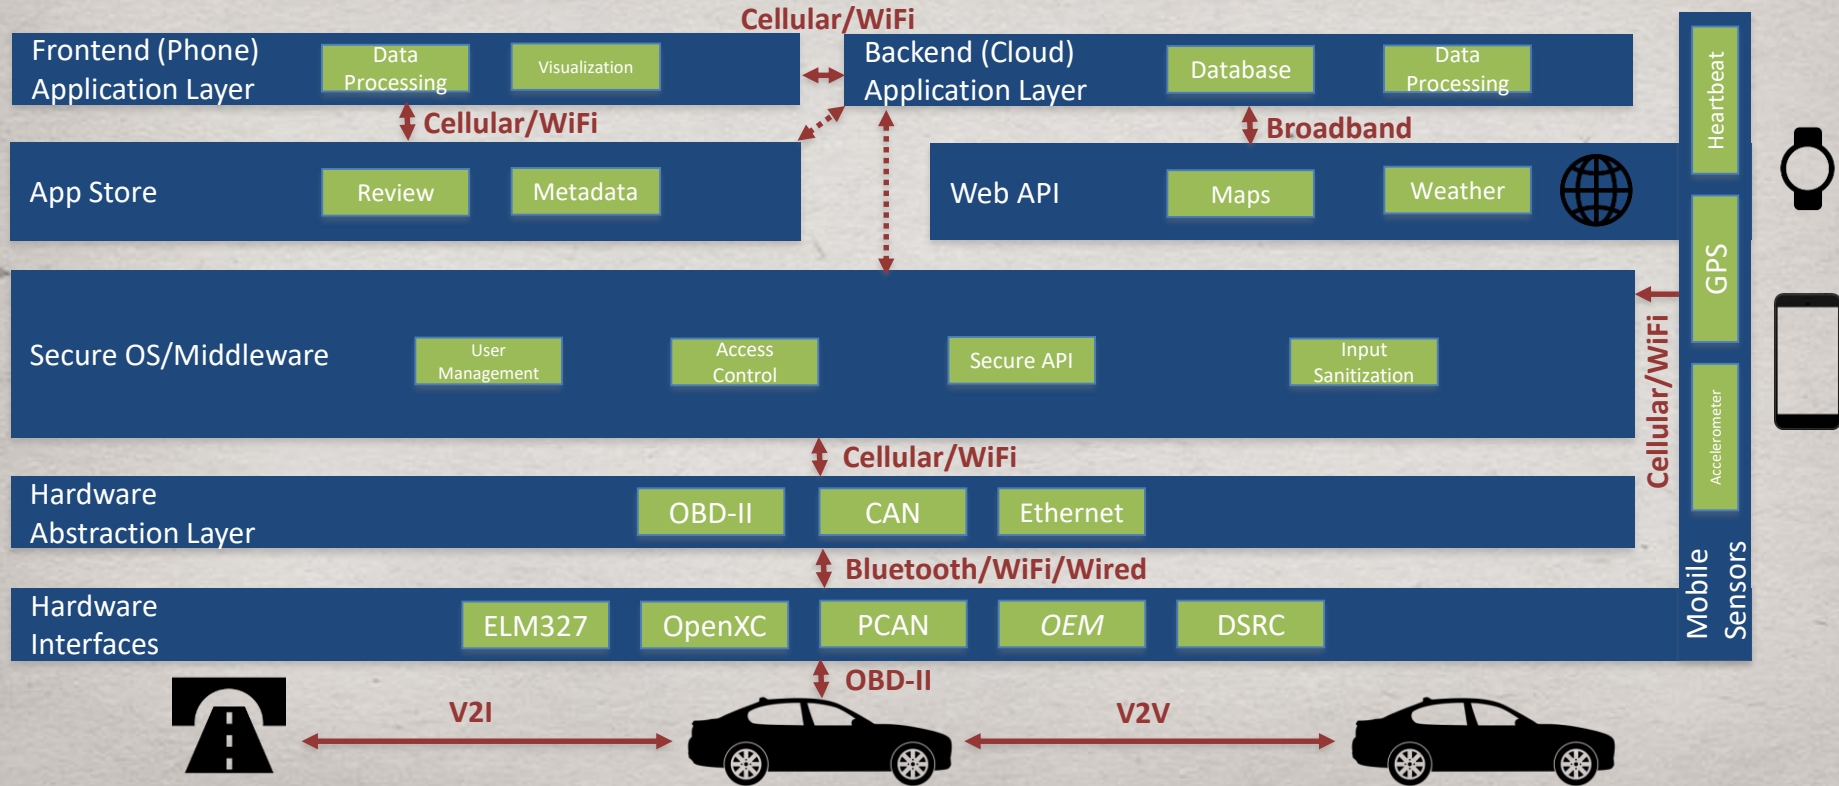 Cellular/WiFi
Frontend (Phone)
Application Layer
Data
Processing
Visualization
Backend (Cloud)
Application Layer
Database
Data
Processing
Cellular/WiFi
Broadband
App Store
Review
Metadata
Web API
Maps
Weather
Secure OS/Middleware
User
Management
Access
Control
Secure API
Input
Sanitization
Cellular/WiFi
Hardware
Abstraction Layer
OBD-II
CAN
Ethernet
Bluetooth/WiFi/Wired
Hardware
Interfaces
ELM327
OpenXC
PCAN
OEM
DSRC
OBD-II
V2I
V2V
Cellular/WiFi
Heartbeat
GPS
Accelerometer
Mobile
Sensors